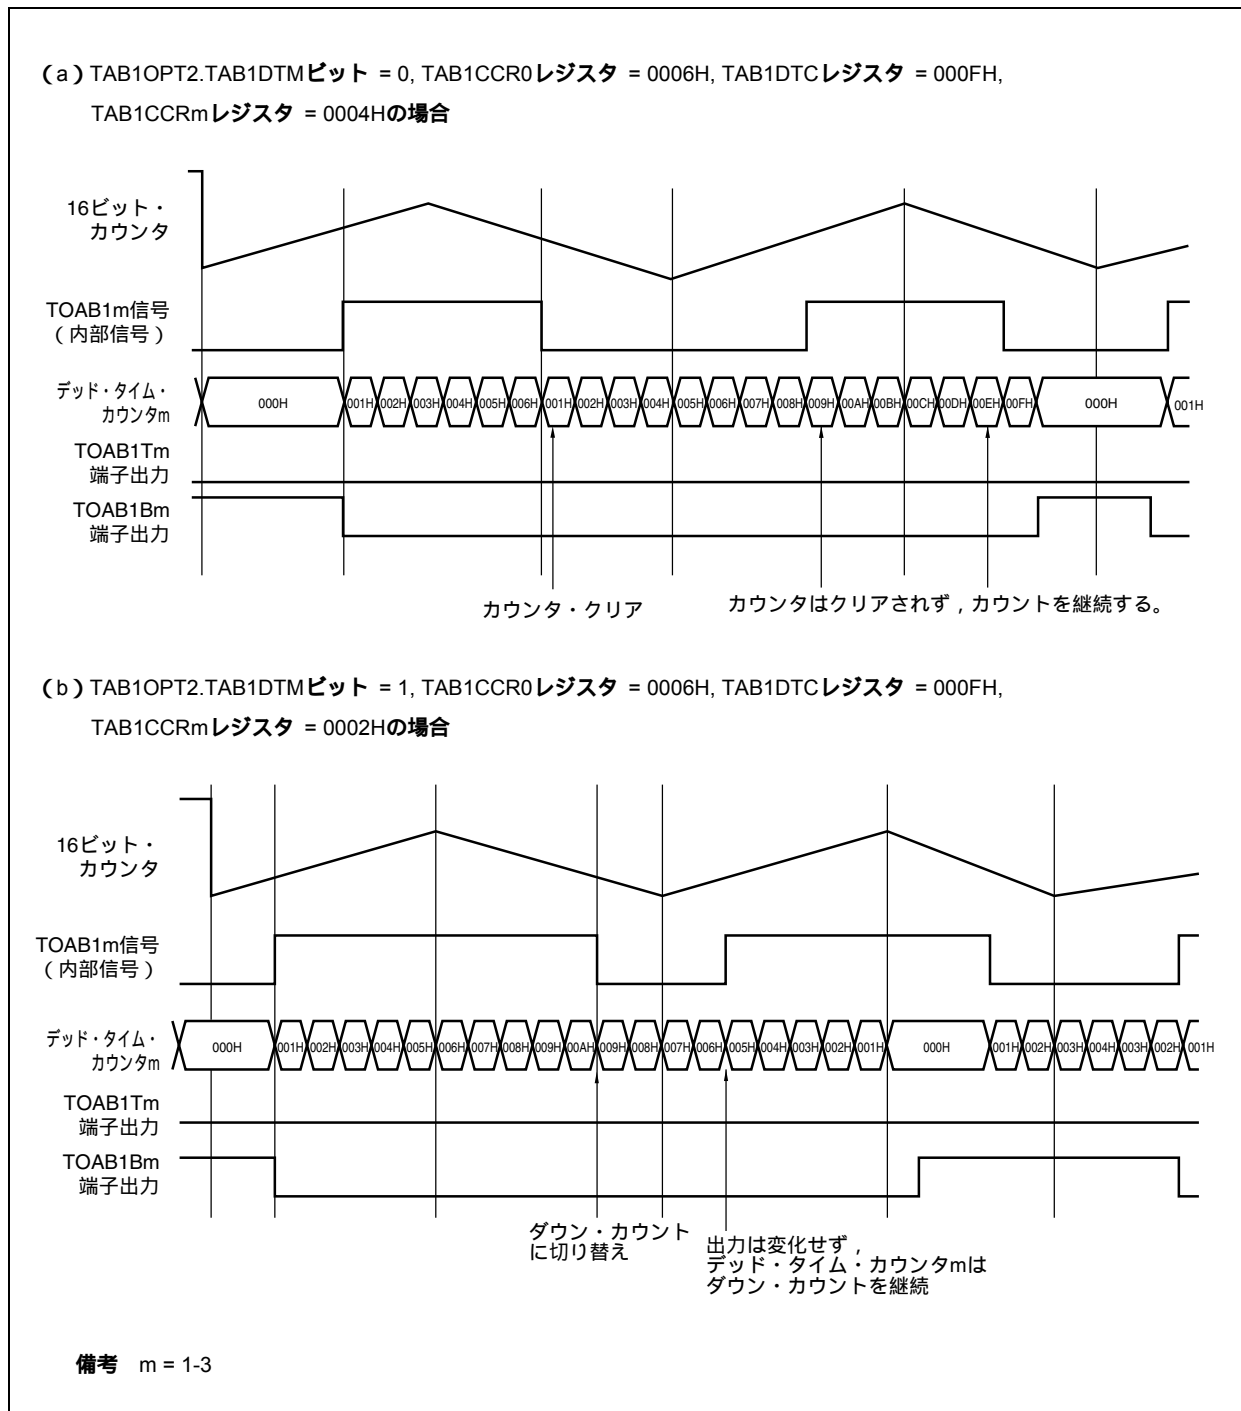 (a) TAB1OPT2.TAB1DTMビット = 0, TAB1CCR0レジスタ = 0006H, TAB1DTCレジスタ = 000FH,
TAB1CCRmレジスタ = 0004Hの場合
16ビット・
カウンタ
TOAB1m信号
(内部信号)
デッド・タイム・
カウンタm
000H 001H 002H 003H 004H 005H 006H 001H 002H 003H 004H 005H 006H 007H 008H 009H 00AH 00BH 00CH 00DH 00EH 00FH 000H 001H
TOAB1Tm
端子出力
TOAB1Bm
端子出力
カウンタ・クリア
カウンタはクリアされず,カウントを継続する。
(b) TAB1OPT2.TAB1DTMビット = 1, TAB1CCR0レジスタ = 0006H, TAB1DTCレジスタ = 000FH,
TAB1CCRmレジスタ = 0002Hの場合
16ビット・
カウンタ
TOAB1m信号
(内部信号)
デッド・タイム・
カウンタm
000H 001H 002H 003H 004H 005H 006H 007H 008H 009H 00AH 009H 008H 007H 006H 005H 004H 003H 002H 001H 000H 001H 002H 003H 004H 003H 002H 001H
TOAB1Tm
端子出力
TOAB1Bm
端子出力
ダウン・カウント
に切り替え
出力は変化せず,
デッド・タイム・カウンタmは
ダウン・カウントを継続
備考 m = 1-3